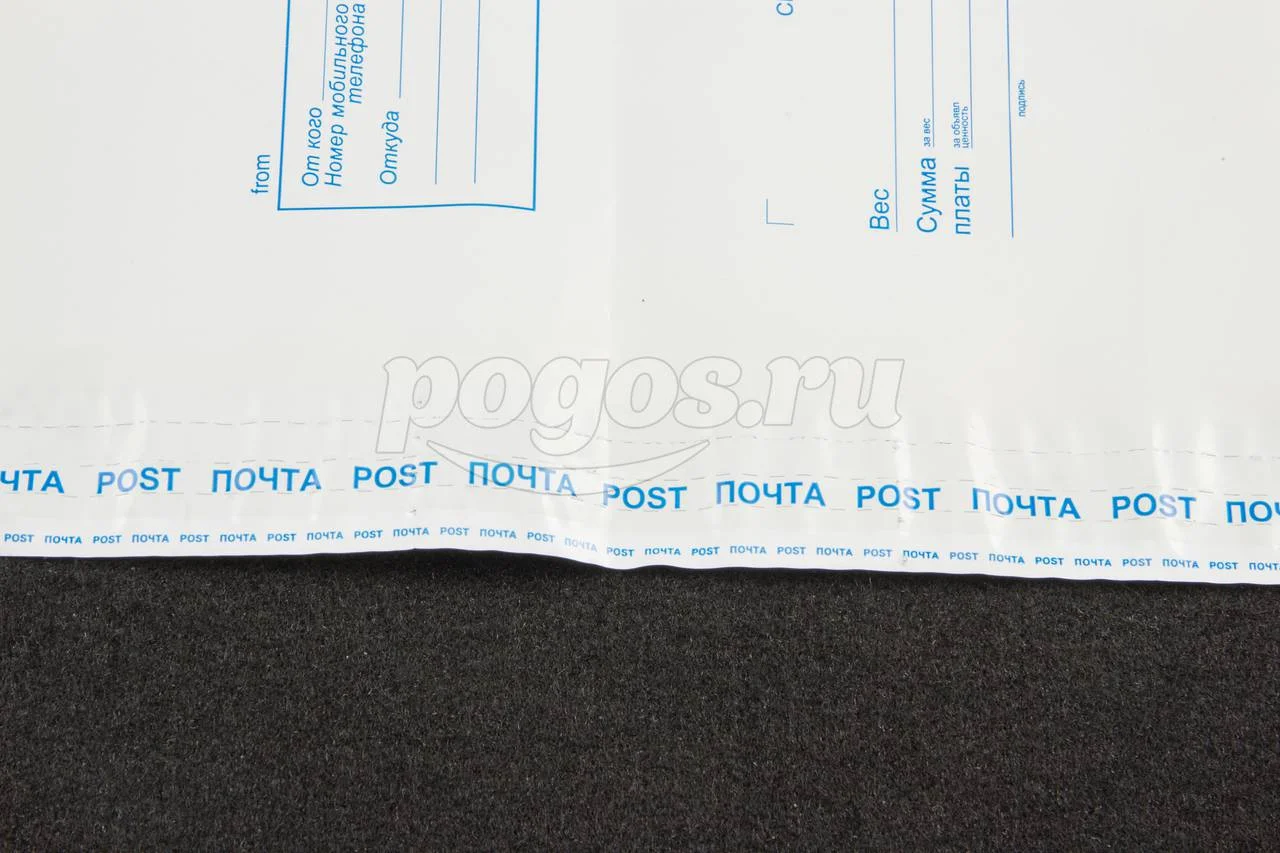 from
От кого
Номер мобильного
телефона
Откуда
Вес
Сумма за вес
платы за объявл
ценность
подпись
pogos.ru
POST ПОЧТА POST ПОЧТА POST ПОЧТА POST ПОЧТА POST
POST ПОЧТА POST ПОЧТА POST ПОЧТА POST ПОЧТА POST ПОЧТА POST ПОЧТА POST ПОЧТА POST ПОЧТА POST ПОЧТА POST ПОЧТА POST ПОЧТА POST ПОЧТА POST ПОЧТА POST ПОЧТА POST